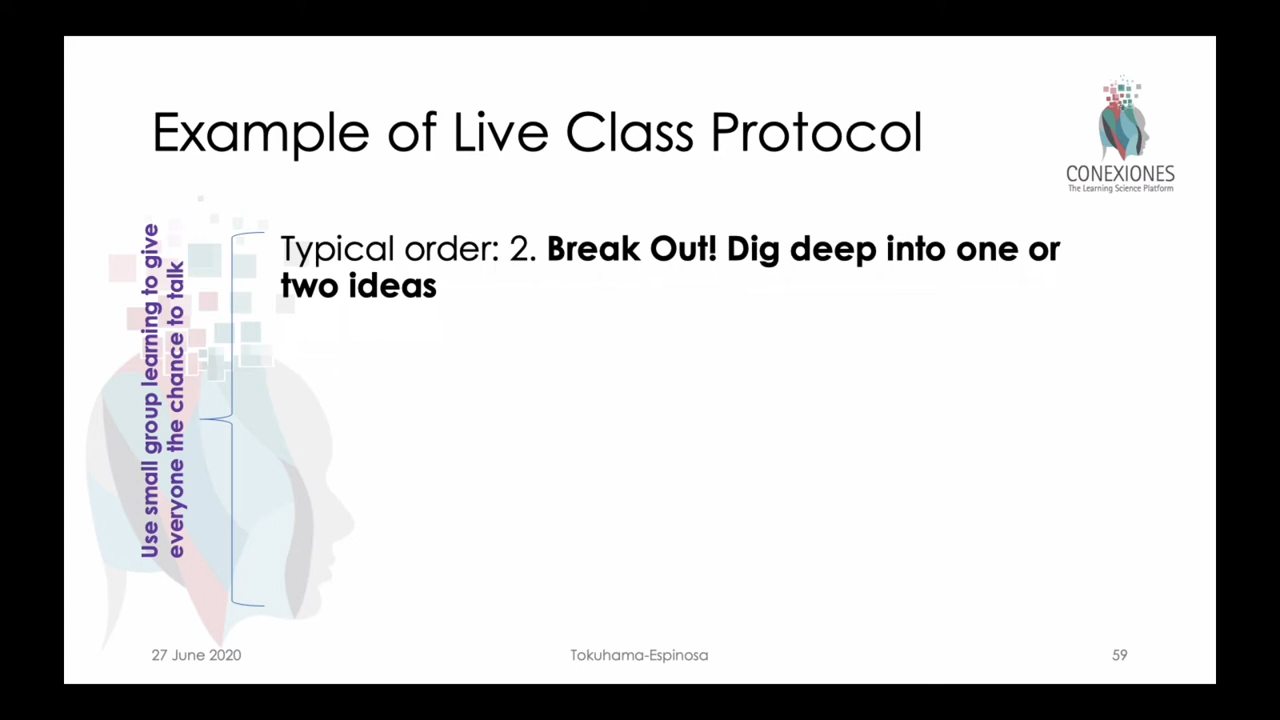 Example of Live Class Protocol
CONEXIONES
The Learning Science Platform
Use small group learning to give
everyone the chance to talk
Typical order: 2. Break Out! Dig deep into one or
two ideas
27 June 2020
Tokuhama-Espinosa
59